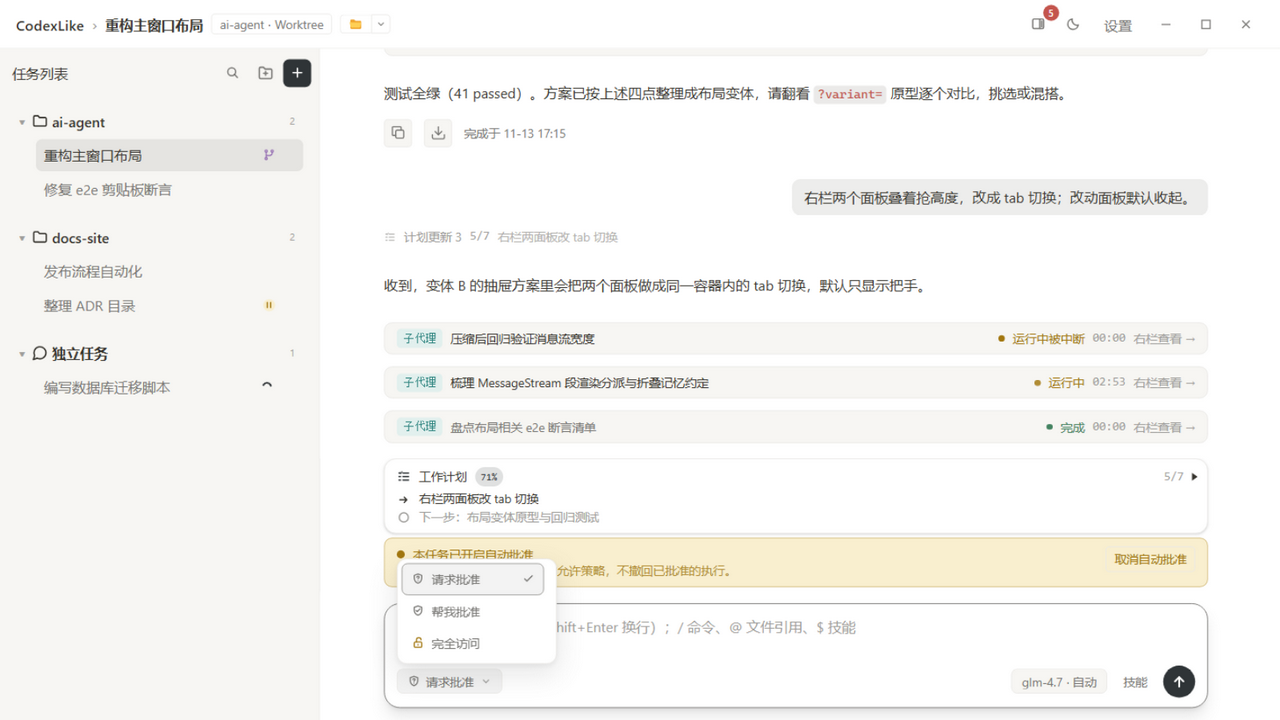 CodexLike › 重构主窗口布局 ai-agent · Worktree
5
设置
任务列表
ai-agent 2
重构主窗口布局
修复 e2e 剪贴板断言
docs-site 2
发布流程自动化
整理 ADR 目录
独立任务 1
编写数据库迁移脚本
测试全绿（41 passed）。方案已按上述四点整理成布局变体，请翻看 ?variant= 原型逐个对比，挑选或混搭。
完成于 11-13 17:15
右栏两个面板叠着抢高度，改成 tab 切换；改动面板默认收起。
计划更新 3 5/7 右栏两面板改 tab 切换
收到，变体 B 的抽屉方案里会把两个面板做成同一容器内的 tab 切换，默认只显示把手。
子代理 压缩后回归验证消息流宽度 运行中被中断 00:00 右栏查看 →
子代理 梳理 MessageStream 段渲染分派与折叠记忆约定 运行中 02:53 右栏查看 →
子代理 盘点布局相关 e2e 断言清单 完成 00:00 右栏查看 →
工作计划 71% 5/7
右栏两面板改 tab 切换
下一步：布局变体原型与回归测试
本任务已开启自动批准 取消自动批准
允许策略，不撤回已批准的执行。
请求批准
帮我批准
完全访问
hift+Enter 换行）；/ 命令、@ 文件引用、$ 技能
请求批准 glm-4.7 · 自动 技能